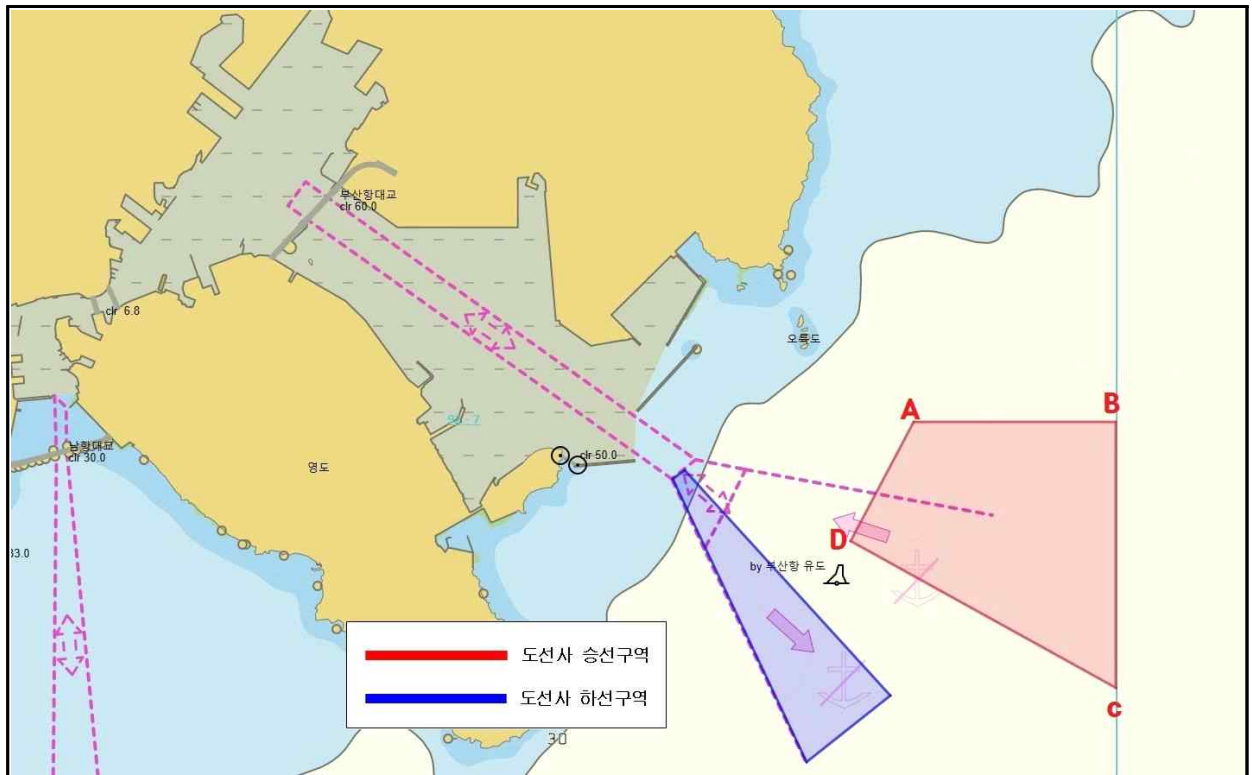 부산항대교
clr 60.0
clr 6.8
오륙도
A
B
남항대교
clr 30.0
clr 50.0
영도
D
33.0
by 부산항 유도
도선사 승선구역
도선사 하선구역
c
30